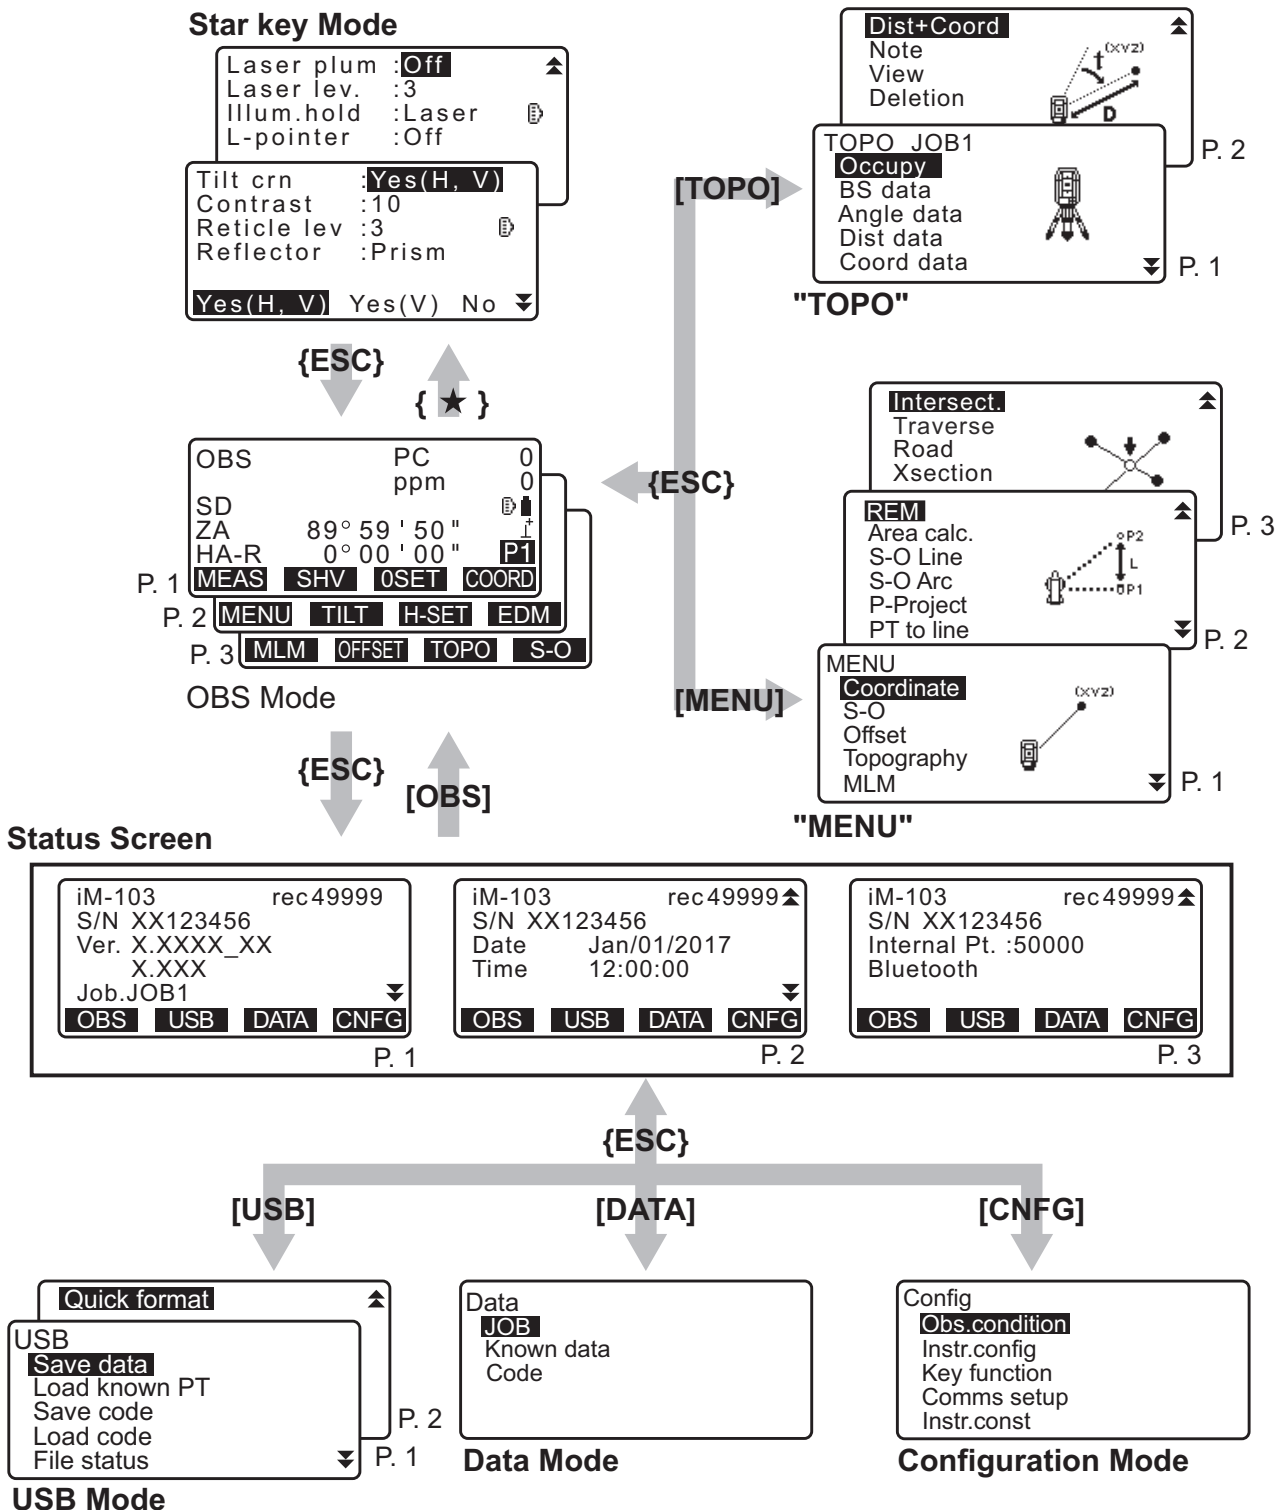 Star key Mode
Laser plum :Off
Laser lev. :3
Illum.hold :Laser
L-pointer :Off
Tilt crn :Yes(H, V)
Contrast :10
Reticle lev :3
Reflector :Prism
Yes(H, V) Yes(V) No
{ESC}
{ ★ }
OBS PC 0
ppm 0
SD
ZA 89° 59 ' 50 "
HA-R 0° 00 ' 00 " P1
P. 1 MEAS SHV 0SET COORD
P. 2 MENU TILT H-SET EDM
P. 3 MLM OFFSET TOPO S-O
OBS Mode
{ESC}
[OBS]
[TOPO]
{ESC}
[MENU]
Dist+Coord
Note
View
Deletion
(XYZ)
t
D
P. 2
TOPO JOB1
Occupy
BS data
Angle data
Dist data
Coord data
P. 1
"TOPO"
Intersect.
Traverse
Road
Xsection
P. 3
REM
Area calc.
S-O Line
S-O Arc
P-Project
PT to line
P2
L
P1
P. 2
MENU
Coordinate
S-O
Offset
Topography
MLM
(XYZ)
P. 1
"MENU"
Status Screen
iM-103 rec 49999
S/N XX123456
Ver. X.XXXX_XX
X.XXX
Job.JOB1
OBS USB DATA CNFG
P. 1
iM-103 rec 49999
S/N XX123456
Date Jan/01/2017
Time 12:00:00
OBS USB DATA CNFG
P. 2
iM-103 rec 49999
S/N XX123456
Internal Pt. :50000
Bluetooth
OBS USB DATA CNFG
P. 3
{ESC}
[USB] [DATA] [CNFG]
Quick format
P. 2
USB
Save data
Load known PT
Save code
Load code
File status
P. 1
USB Mode
Data
JOB
Known data
Code
Data Mode
Config
Obs.condition
Instr.config
Key function
Comms setup
Instr.const
Configuration Mode